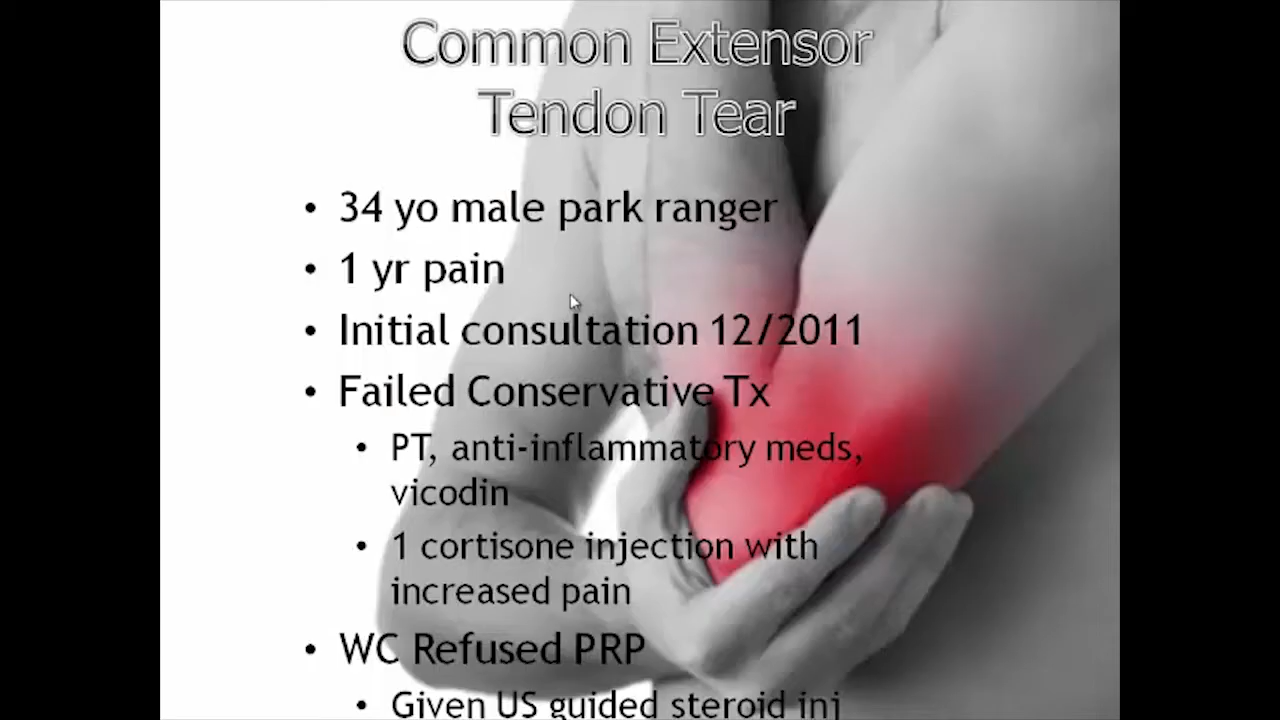 Common Extensor
Tendon Tear
• 34 yo male park ranger
• 1 yr pain
• Initial consultation 12/2011
• Failed Conservative Tx
• PT, anti-inflammatory meds,
vicodin
• 1 cortisone injection with
increased pain
• WC Refused PRP
• Given US guided steroid inj